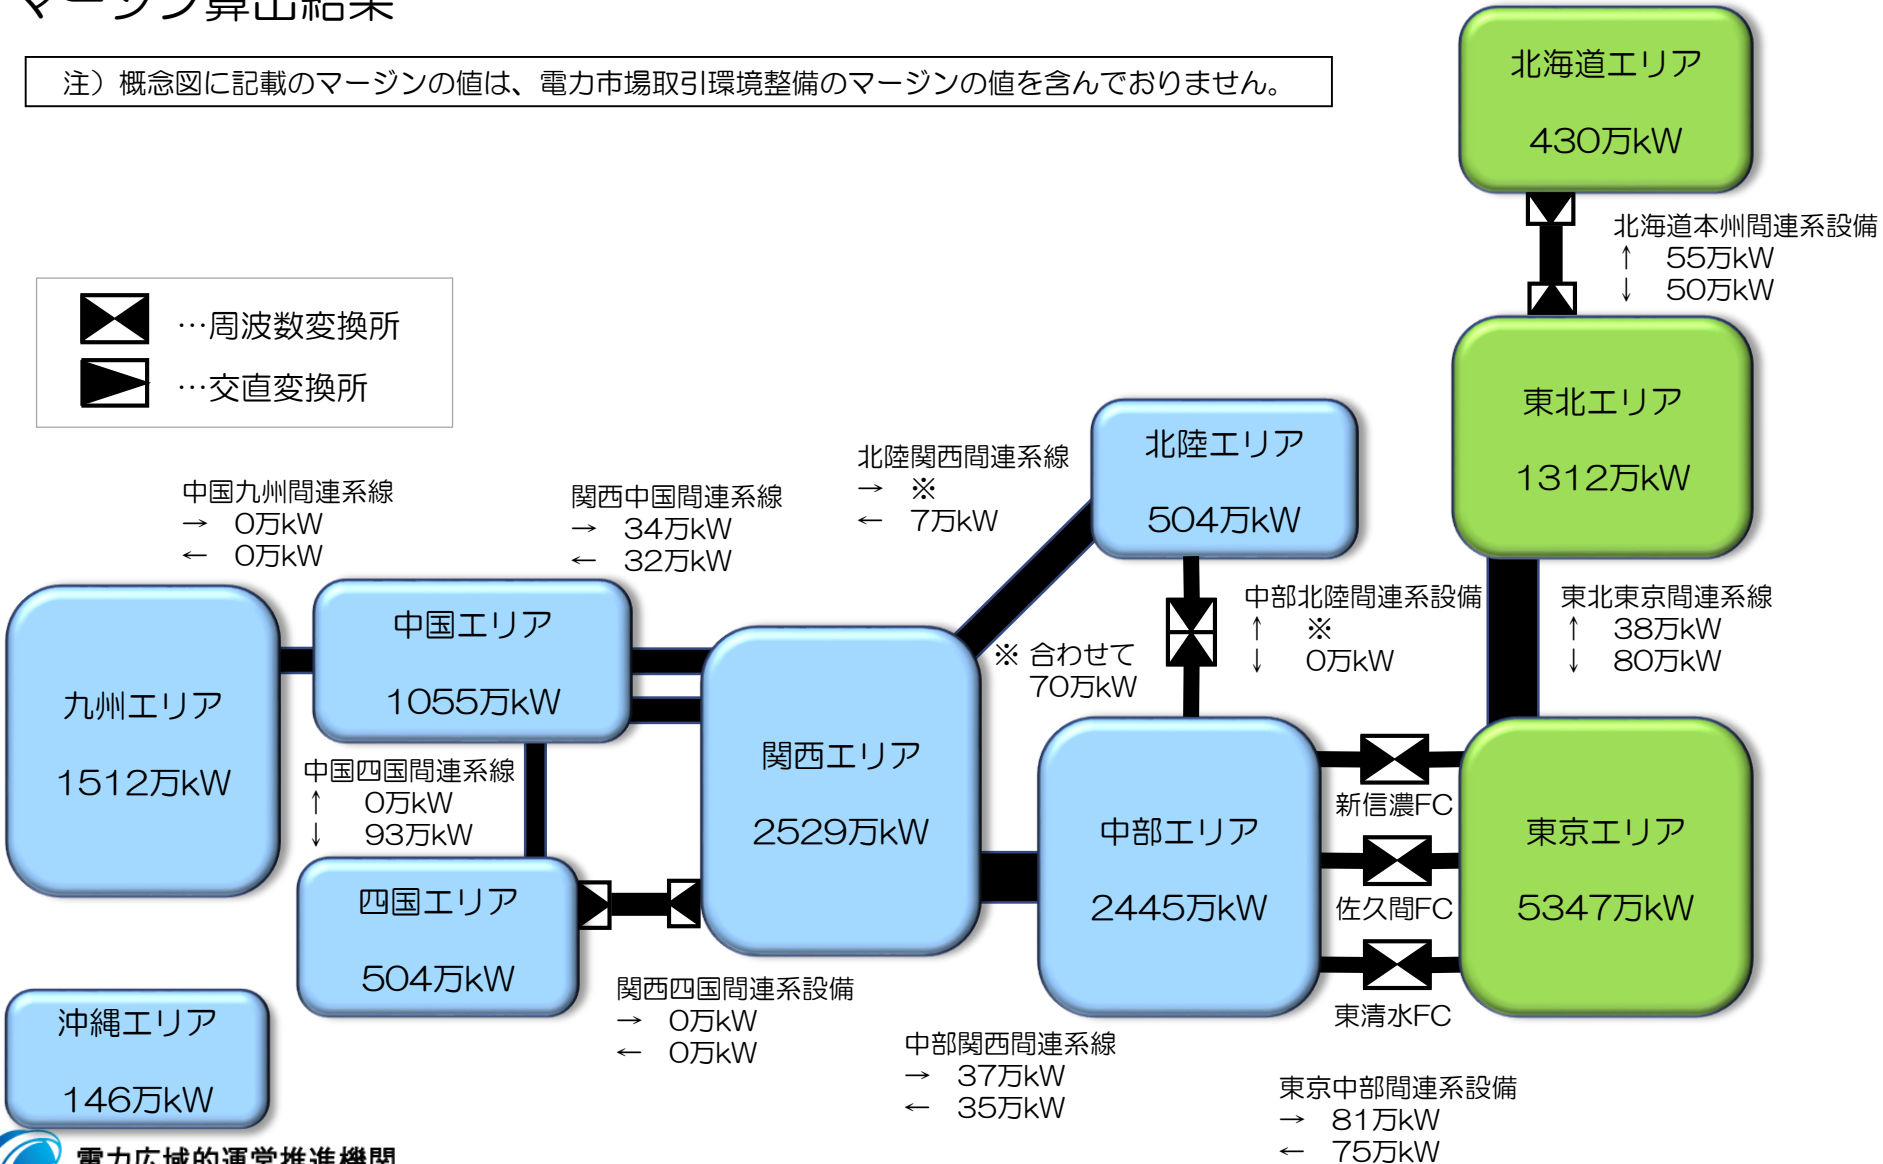 マージン算出結果
注）概念図に記載のマージンの値は、電力市場取引環境整備のマージンの値を含んでおりません。
…周波数変換所
…交直変換所
北海道エリア
430万kW
北海道本州間連系設備
↑ 55万kW
↓ 50万kW
東北エリア
1312万kW
東北東京間連系線
↑ 38万kW
↓ 80万kW
北陸エリア
504万kW
北陸関西間連系線
→ ※
← 7万kW
※ 合わせて
70万kW
中部北陸間連系設備
↑ ※
↓ 0万kW
中国九州間連系線
→ 0万kW
← 0万kW
関西中国間連系線
→ 34万kW
← 32万kW
九州エリア
1512万kW
中国エリア
1055万kW
中国四国間連系線
↑ 0万kW
↓ 93万kW
四国エリア
504万kW
関西エリア
2529万kW
関西四国間連系設備
→ 0万kW
← 0万kW
中部エリア
2445万kW
中部関西間連系線
→ 37万kW
← 35万kW
新信濃FC
佐久間FC
東清水FC
東京エリア
5347万kW
東京中部間連系設備
→ 81万kW
← 75万kW
沖縄エリア
146万kW
電力広域的運営推進機関